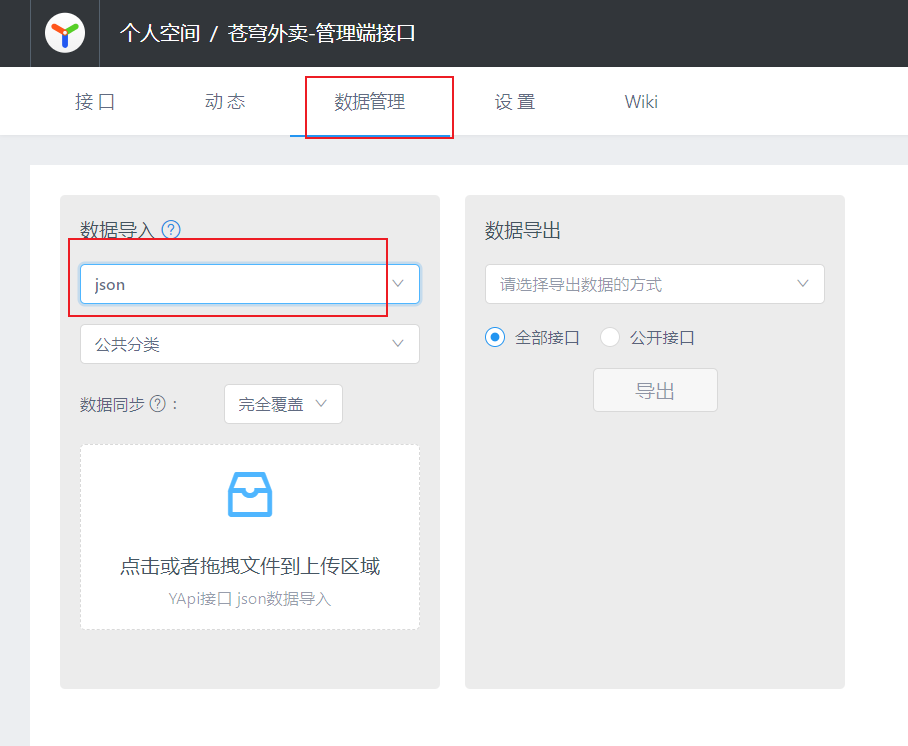 个人空间 / 苍穹外卖-管理端接口
接口 动态 数据管理 设置 Wiki
数据导入 ?
json
公共分类
数据同步 ? :
完全覆盖
点击或者拖拽文件到上传区域
YApi接口 json数据导入
数据导出
请选择导出数据的方式
全部接口 公开接口
导出